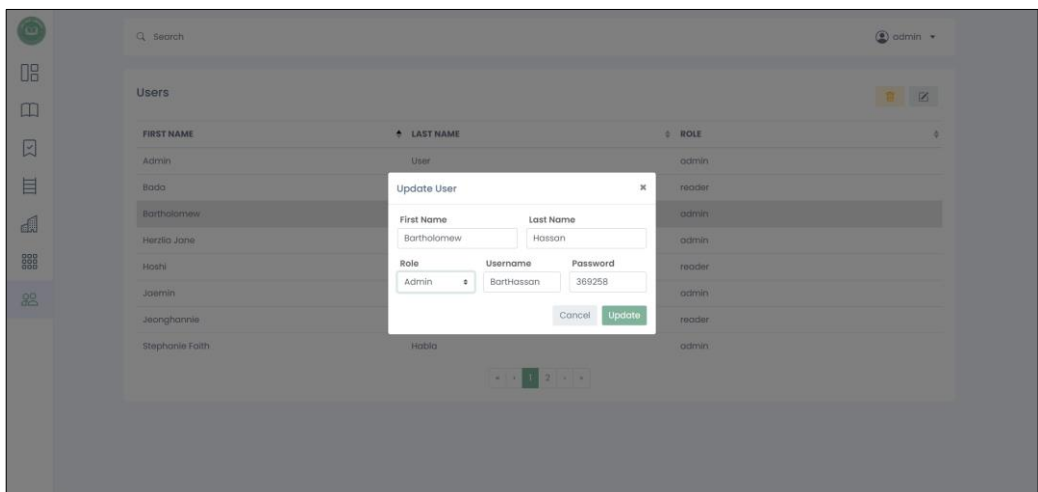 Search
admin
Users
FIRST NAME LAST NAME ROLE
Admin User admin
Bada reader
Bartholomew admin
Herzlia Jane admin
Hoshi reader
Jaemin admin
Jeonghannie reader
Stephanie Faith Habla admin
« ‹ 1 2 › »
Update User ×
First Name Last Name
Bartholomew Hassan
Role Username Password
Admin BartHassan 369258
Cancel Update